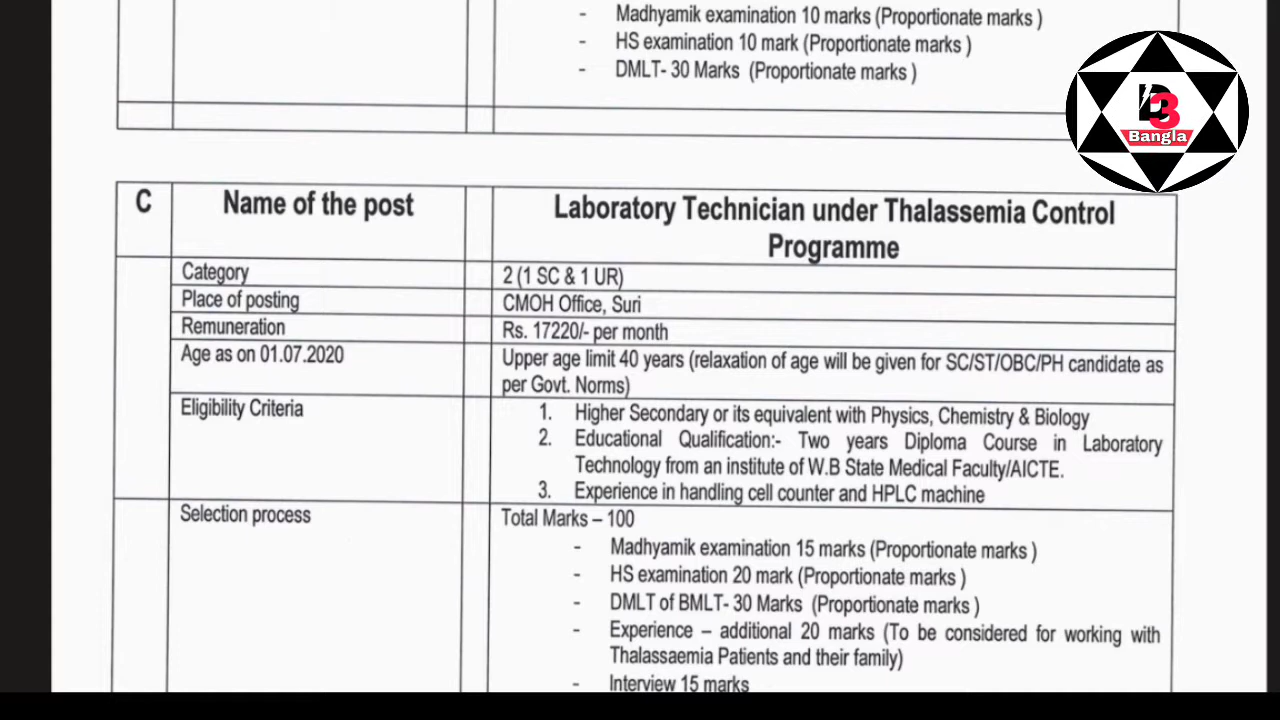 - Madhyamik examination 10 marks (Proportionate marks )
- HS examination 10 mark (Proportionate marks )
- DMLT- 30 Marks (Proportionate marks )
Bangla
C Name of the post Laboratory Technician under Thalassemia Control
Programme
Category 2 (1 SC & 1 UR)
Place of posting CMOH Office, Suri
Remuneration Rs. 17220/- per month
Age as on 01.07.2020 Upper age limit 40 years (relaxation of age will be given for SC/ST/OBC/PH candidate as
per Govt. Norms)
Eligibility Criteria 1. Higher Secondary or its equivalent with Physics, Chemistry & Biology
2. Educational Qualification:- Two years Diploma Course in Laboratory
Technology from an institute of W.B State Medical Faculty/AICTE.
3. Experience in handling cell counter and HPLC machine
Selection process Total Marks – 100
- Madhyamik examination 15 marks (Proportionate marks )
- HS examination 20 mark (Proportionate marks )
- DMLT of BMLT- 30 Marks (Proportionate marks )
- Experience – additional 20 marks (To be considered for working with
Thalassaemia Patients and their family)
- Interview 15 marks